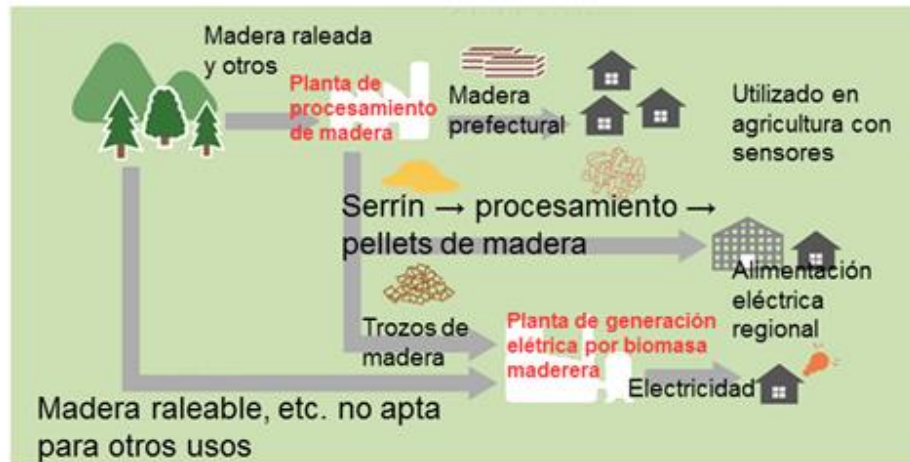 Madera raleada
y otros
Planta de
procesamiento
de madera
Madera
prefectural
Utilizado en
agricultura con
sensores
Serrín → procesamiento →
pellets de madera
Alimentación
eléctrica
regional
Trozos de
madera
Planta de generación
elétrica por biomasa
maderera
Electricidad
Madera raleable, etc. no apta
para otros usos